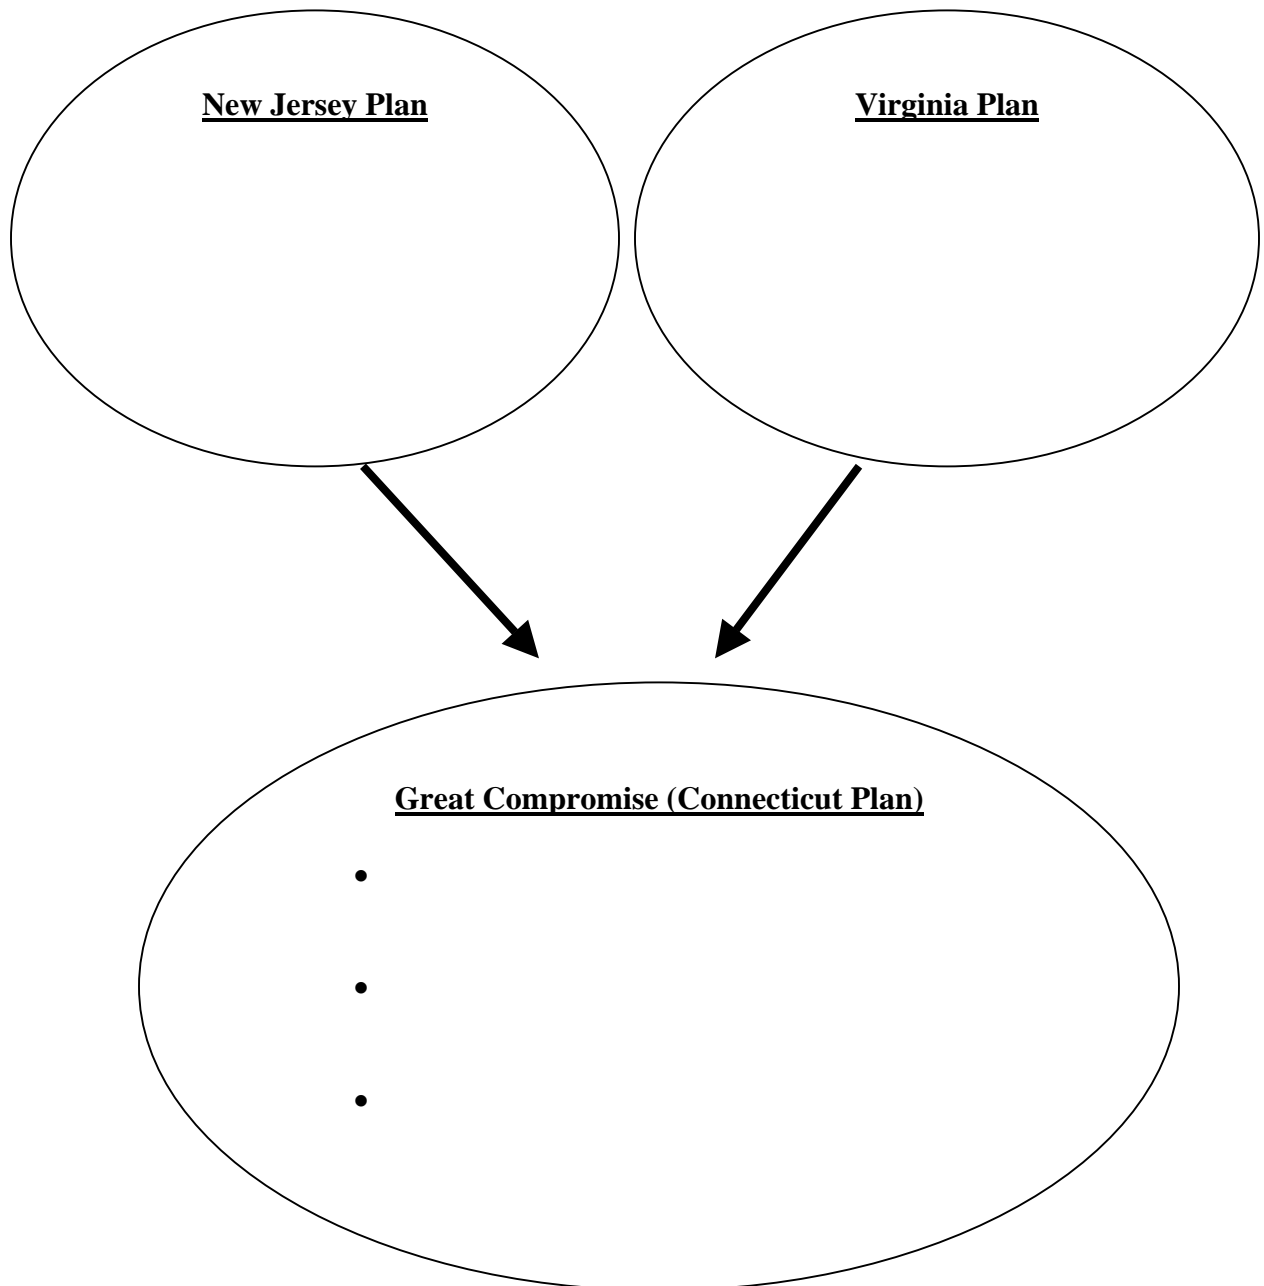 New Jersey Plan
Virginia Plan
Great Compromise (Connecticut Plan)
•
•
•